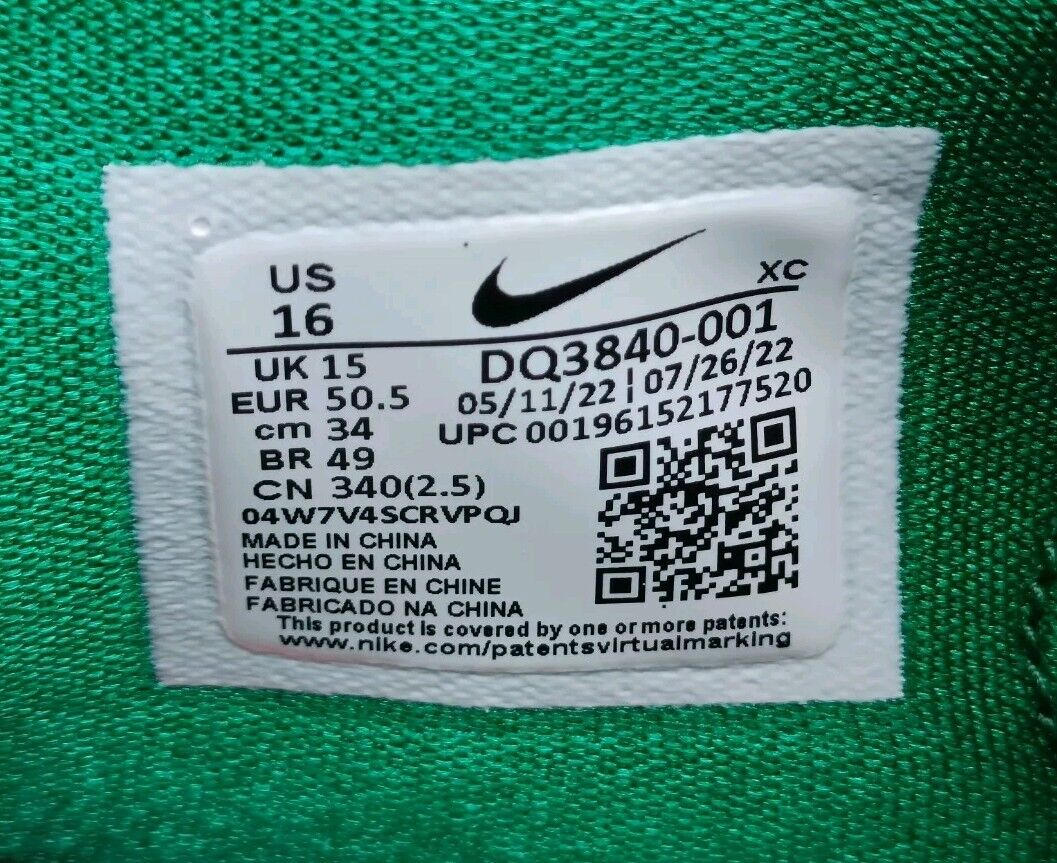 US
16
XC
UK 15
EUR 50.5
cm 34
BR 49
CN 340(2.5)
DQ3840-001
05/11/22 | 07/26/22
UPC 00196152177520
04W7V4SCRVPQJ
MADE IN CHINA
HECHO EN CHINA
FABRIQUE EN CHINE
FABRICADO NA CHINA
This product is covered by one or more patents:
www.nike.com/patentsvirtualmarking